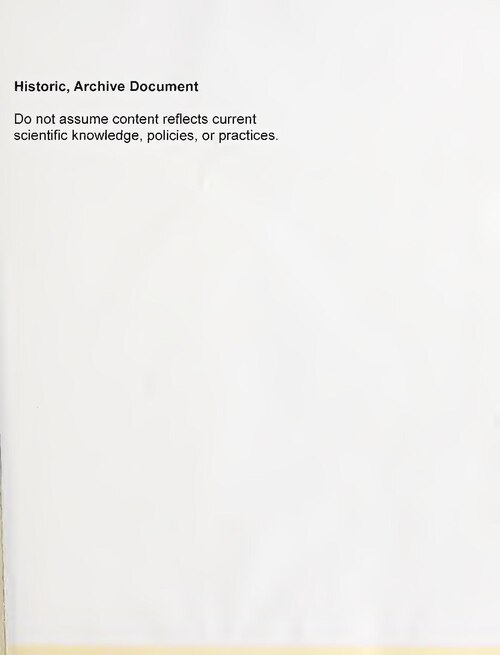 Historic, Archive Document
Do not assume content reflects current
scientific knowledge, policies, or practices.